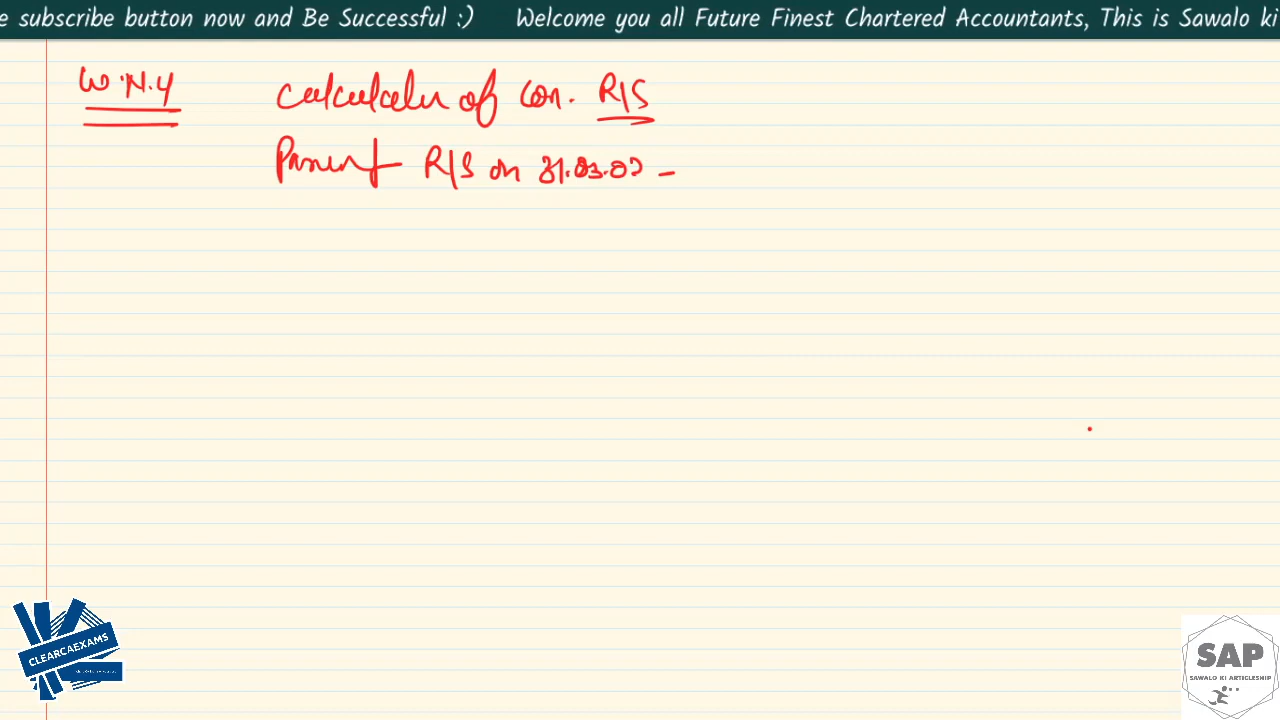 e subscribe button now and Be Successful :) Welcome you all Future Finest Chartered Accountants, This is Sawalo ki
W.N.4 Calculation of Con. R/S
Parent R/S on 31.03.02 -
CLEARCAEXAMS
SAP
SAWALO KI ARTICLESHIP